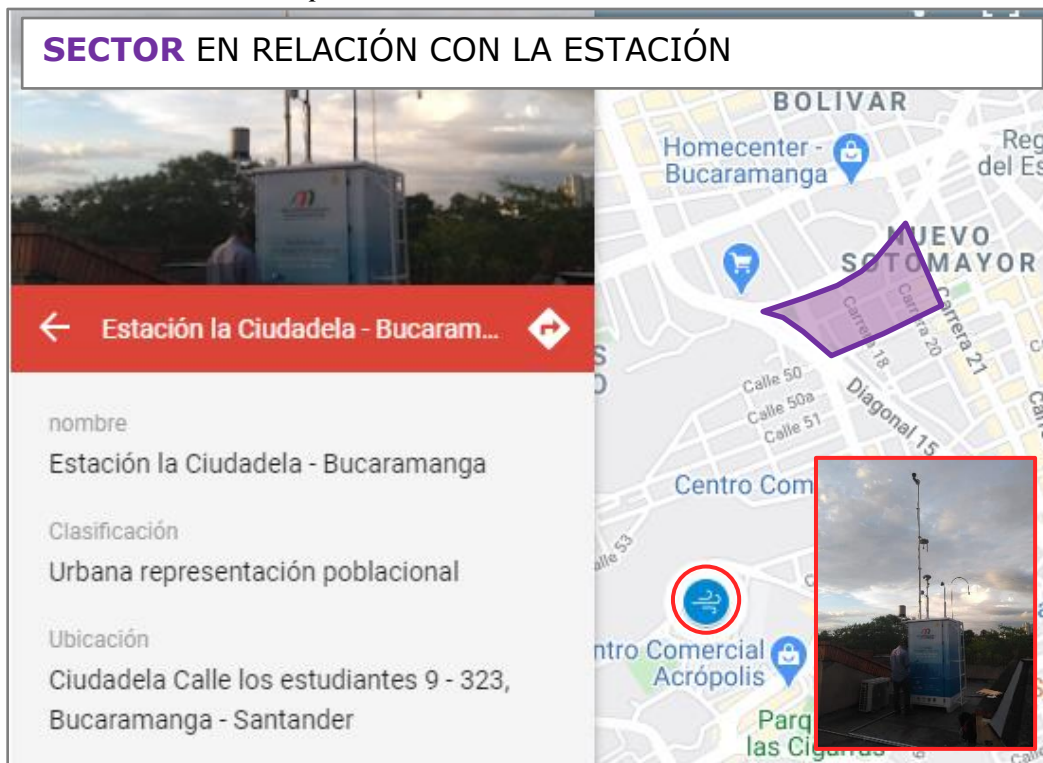 SECTOR EN RELACIÓN CON LA ESTACIÓN
Estación la Ciudadela - Bucaram...
nombre
Estación la Ciudadela - Bucaramanga
Clasificación
Urbana representación poblacional
Ubicación
Ciudadela Calle los estudiantes 9 - 323,
Bucaramanga - Santander
BOLIVAR
Homecenter -
Bucaramanga
Reg
del Es
NUEVO
SOTOMAYOR
Carrera 18
Carrera 20
Carrera 21
Calle 50
Calle 50a
Calle 51
Diagonal 15
Centro Com
alle 53
ntro Comercial
Acrópolis
Parq
las Cigarras